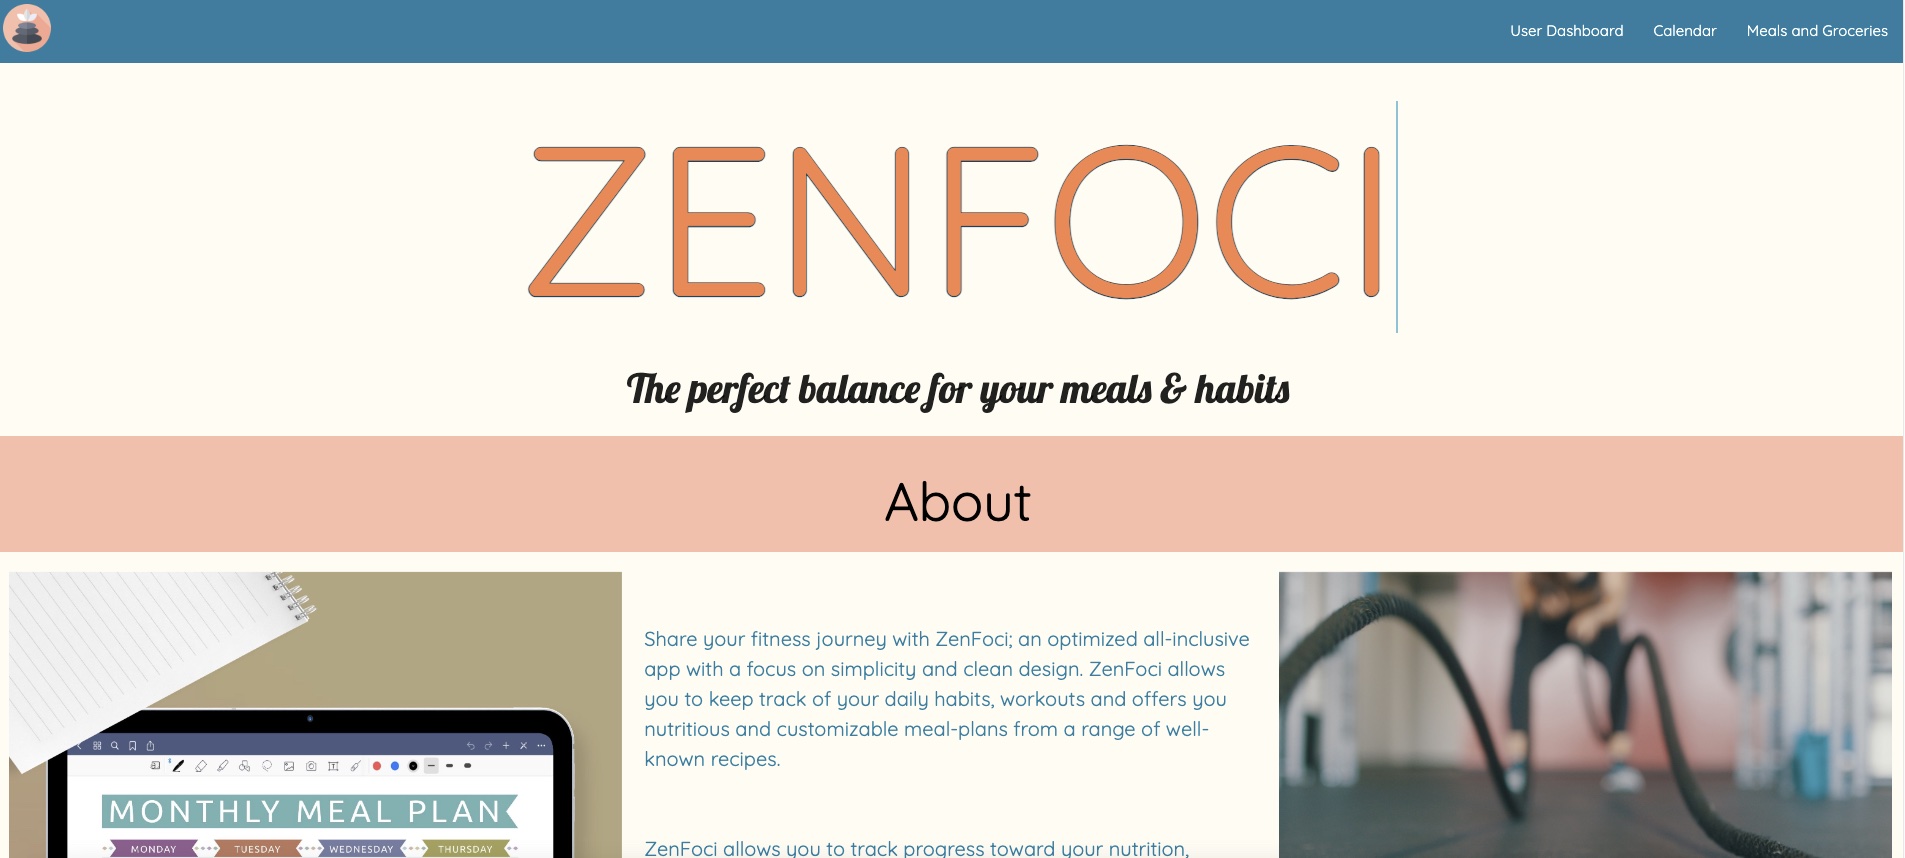 User Dashboard Calendar Meals and Groceries
ZENFOCI
The perfect balance for your meals & habits
About
Share your fitness journey with ZenFoci; an optimized all-inclusive
app with a focus on simplicity and clean design. ZenFoci allows
you to keep track of your daily habits, workouts and offers you
nutritious and customizable meal-plans from a range of well-
known recipes.
ZenFoci allows you to track progress toward your nutrition,
MONTHLY MEAL PLAN
MONDAY TUESDAY WEDNESDAY THURSDAY